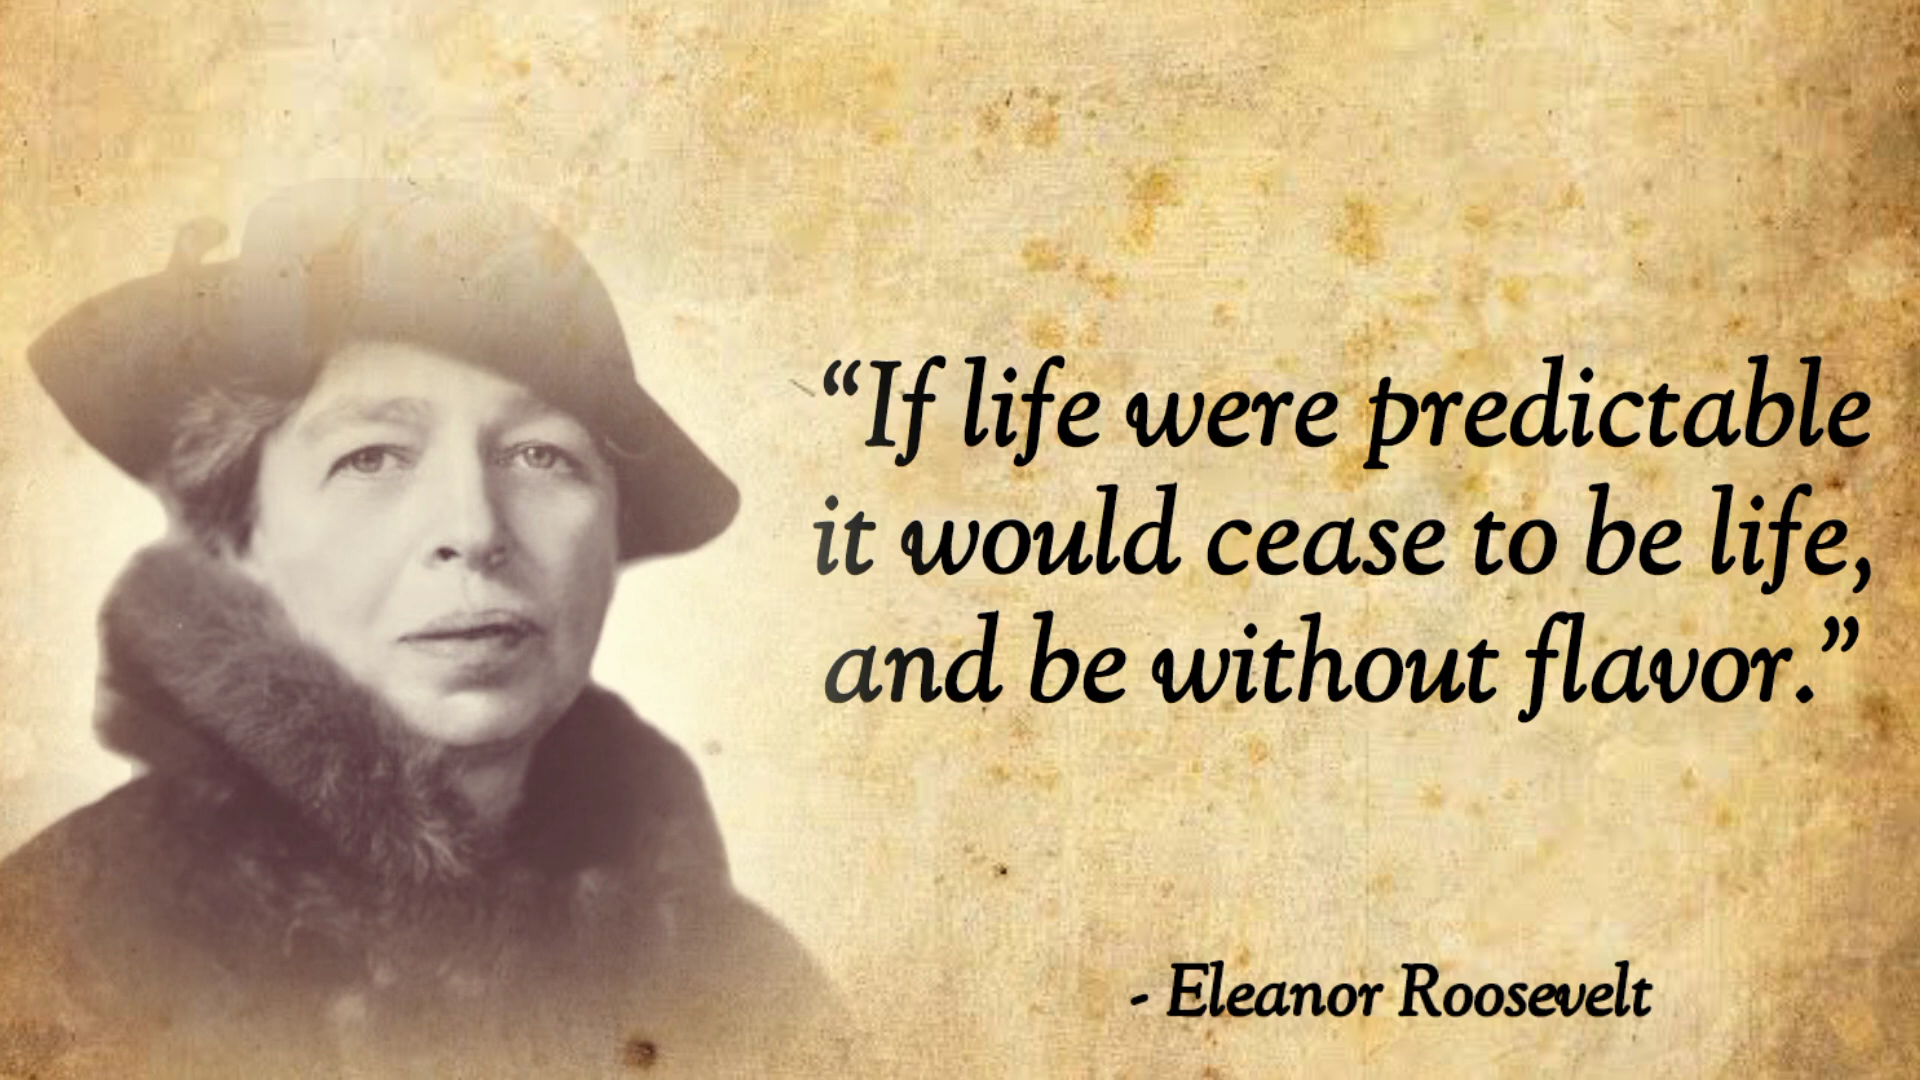 “If life were predictable
it would cease to be life,
and be without flavor.”
- Eleanor Roosevelt